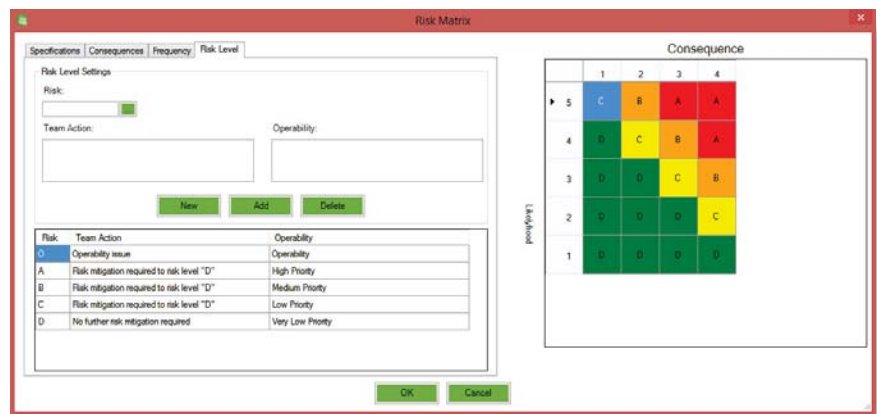 Risk Matrix
Specifications Consequences Frequency Risk Level
Risk Level Settings
Risk:
Team Action: Operability:
New Add Delete
Risk Team Action Operability
O Operability issue Operability
A Risk mitigation required to risk level "D" High Priority
B Risk mitigation required to risk level "D" Medium Priority
C Risk mitigation required to risk level "D" Low Priority
D No further risk mitigation required Very Low Priority
Consequence
1 2 3 4
5 C B A A
4 D C B A
3 D D C B
2 D D D C
1 D D D D
Likelyhood
OK Cancel